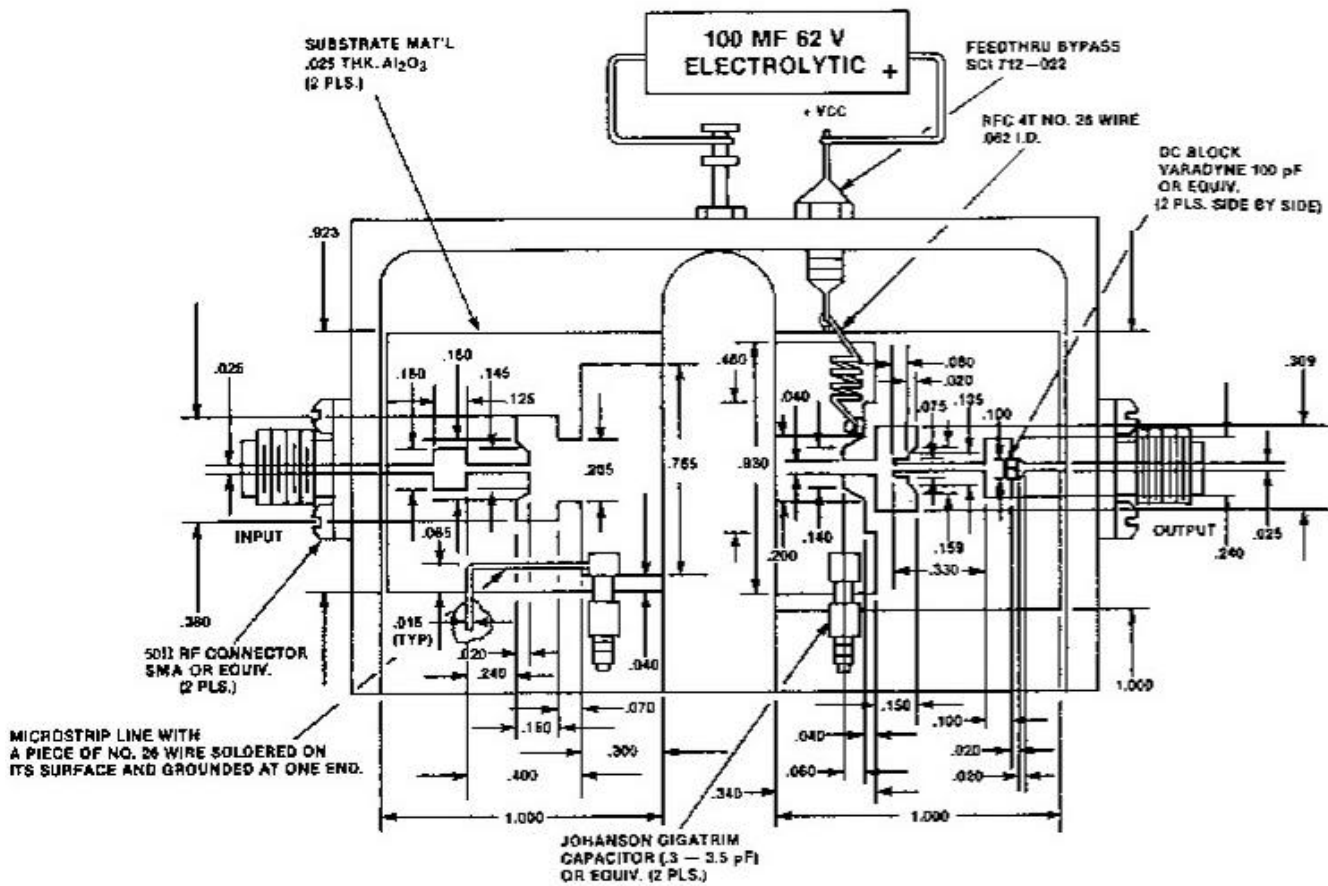 SUBSTRATE MAT'L
.025 THK. Al2O3
(2 PLS.)
100 MF 62 V
ELECTROLYTIC +
+ VCC
FEEDTHRU BYPASS
SCI 712-022
RFC 4T NO. 26 WIRE
.062 I.D.
DC BLOCK
VARADYNE 100 pF
OR EQUIV.
(2 PLS. SIDE BY SIDE)
.923
.025
.180
.160
.145
.125
.205
.765
.460
.930
.040
.060
.020
.075
.135
.100
.309
INPUT
.065
.200
.140
.159
.330
OUTPUT
.240
.025
.380
50Ω RF CONNECTOR
SMA OR EQUIV.
(2 PLS.)
.015
(TYP)
.020
.240
.040
.070
.150
.300
.400
1.000
MICROSTRIP LINE WITH
A PIECE OF NO. 26 WIRE SOLDERED ON
ITS SURFACE AND GROUNDED AT ONE END.
1.000
.150
.100
.040
.020
.060
.020
.340
1.000
JOHANSON GIGATRIM
CAPACITOR (.3 — 3.5 pF)
OR EQUIV. (2 PLS.)